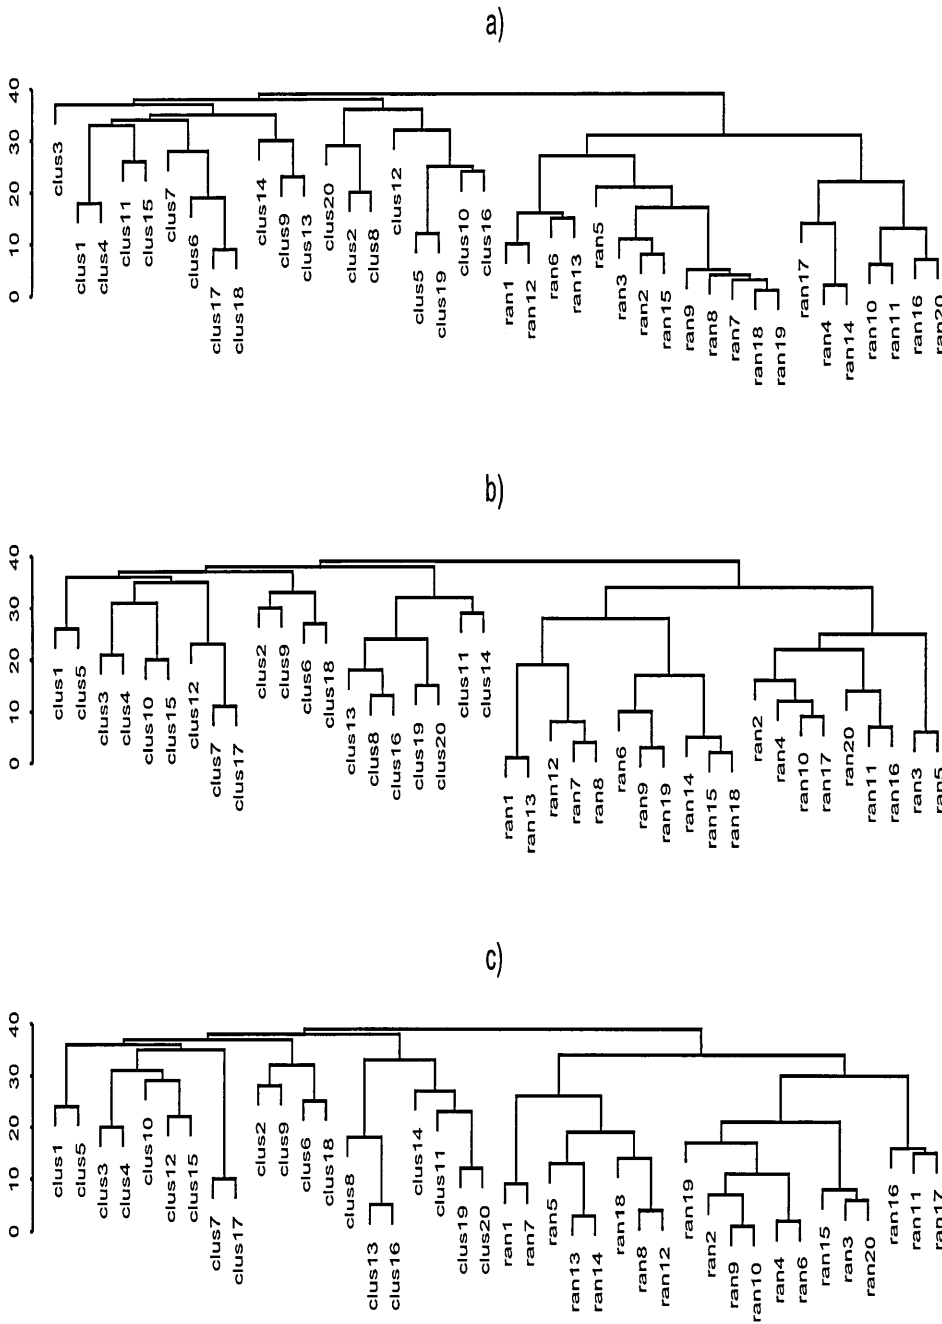 a)
40
30
20
10
0
clus3
clus1
clus4
clus11
clus15
clus7
clus6
clus17
clus18
clus14
clus9
clus13
clus20
clus2
clus8
clus12
clus5
clus19
clus10
clus16
ran1
ran12
ran6
ran13
ran5
ran3
ran2
ran15
ran9
ran8
ran7
ran18
ran19
ran17
ran4
ran14
ran10
ran11
ran16
ran20
b)
40
30
20
10
0
clus1
clus5
clus3
clus4
clus10
clus15
clus12
clus7
clus17
clus2
clus9
clus6
clus18
clus13
clus8
clus16
clus19
clus20
clus11
clus14
ran1
ran13
ran12
ran7
ran8
ran6
ran9
ran19
ran14
ran15
ran18
ran2
ran4
ran10
ran17
ran20
ran11
ran16
ran3
ran5
c)
40
30
20
10
0
clus1
clus5
clus3
clus4
clus10
clus12
clus15
clus7
clus17
clus2
clus9
clus6
clus18
clus8
clus13
clus16
clus14
clus11
clus19
clus20
ran1
ran7
ran5
ran13
ran14
ran18
ran8
ran12
ran19
ran2
ran9
ran10
ran4
ran6
ran15
ran3
ran20
ran16
ran11
ran17